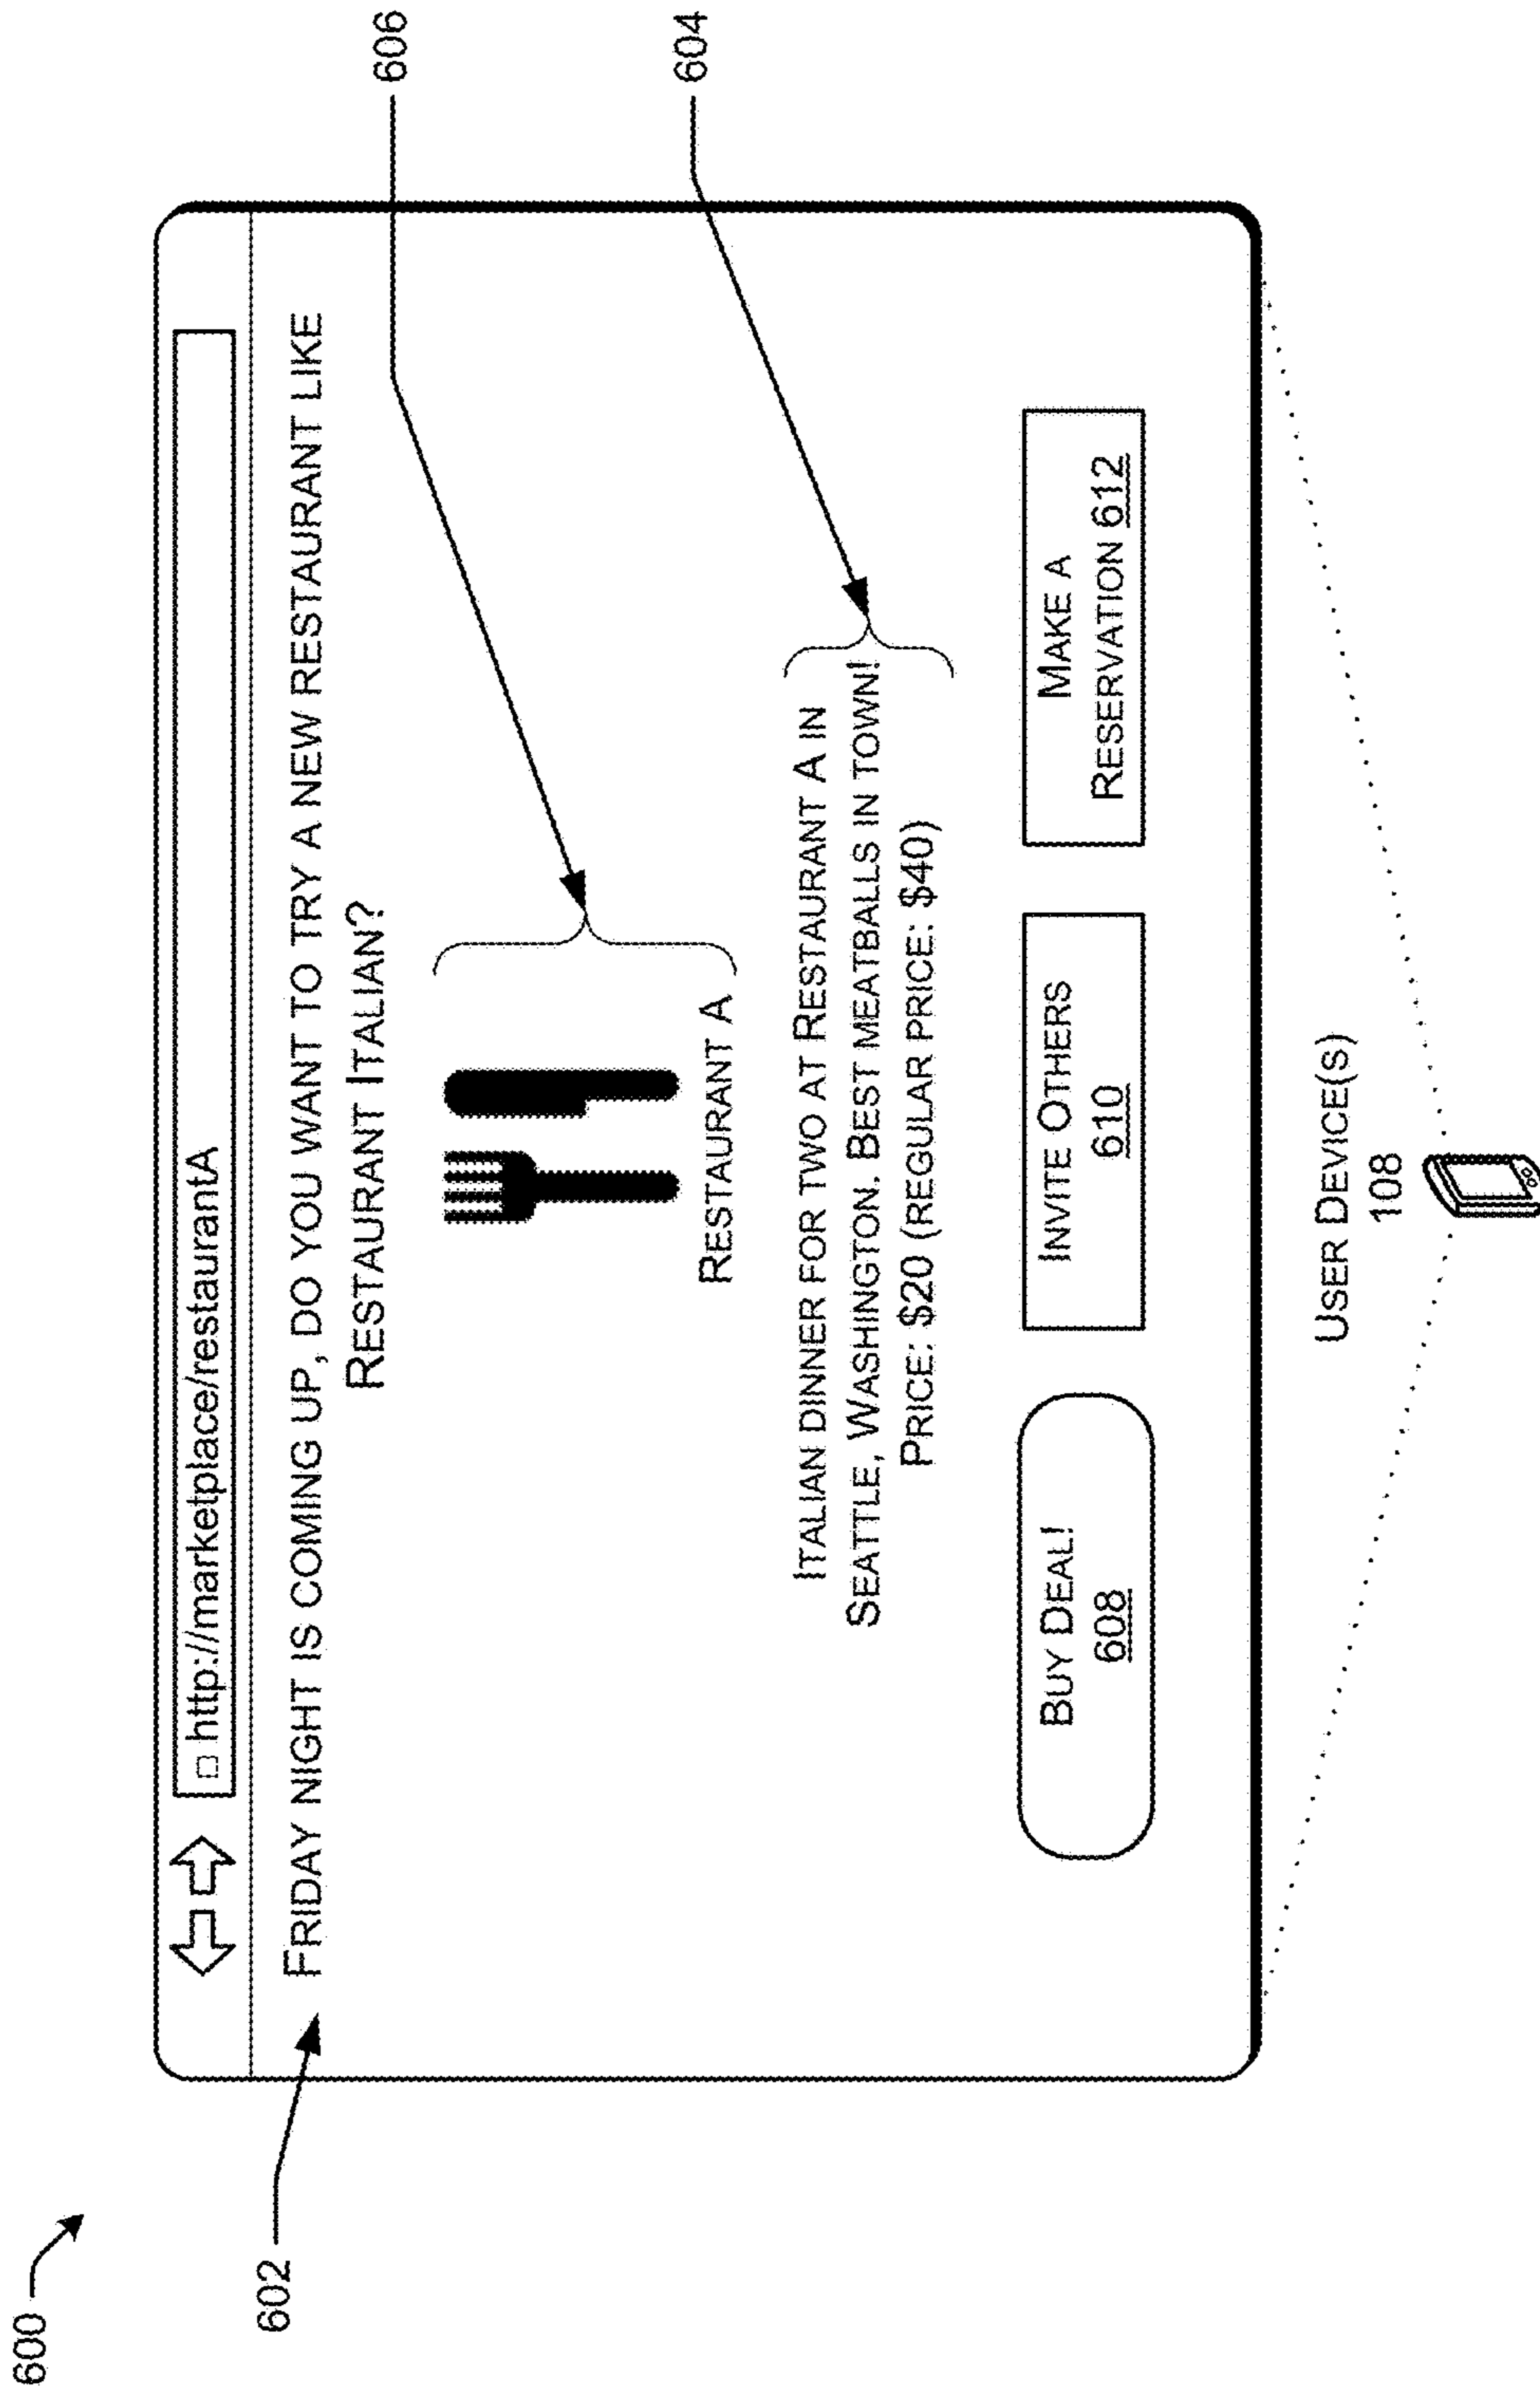 600
602
606
604
http://marketplace/restaurantA
FRIDAY NIGHT IS COMING UP, DO YOU WANT TO TRY A NEW RESTAURANT LIKE
RESTAURANT ITALIAN?
RESTAURANT A
ITALIAN DINNER FOR TWO AT RESTAURANT A IN
SEATTLE, WASHINGTON. BEST MEATBALLS IN TOWN!
PRICE: $20 (REGULAR PRICE: $40)
BUY DEAL!
608
INVITE OTHERS
610
MAKE A
RESERVATION 612
USER DEVICE(S)
108